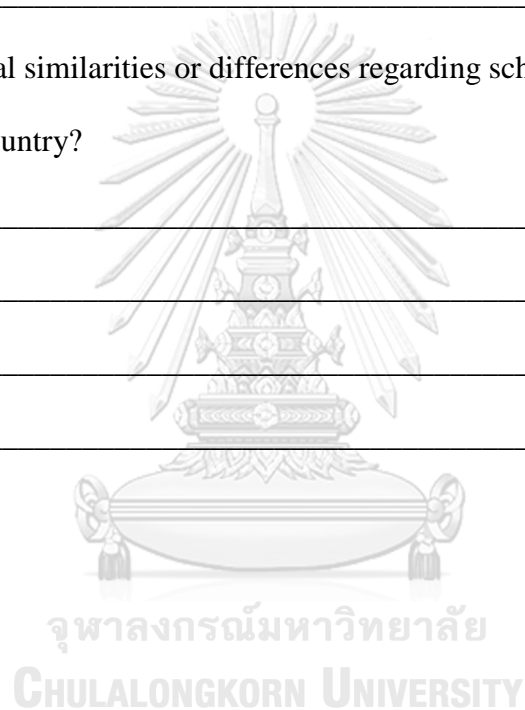 al similarities or differences regarding sch
untry?
จุฬาลงกรณ์มหาวิทยาลัย
CHULALONGKORN UNIVERSITY